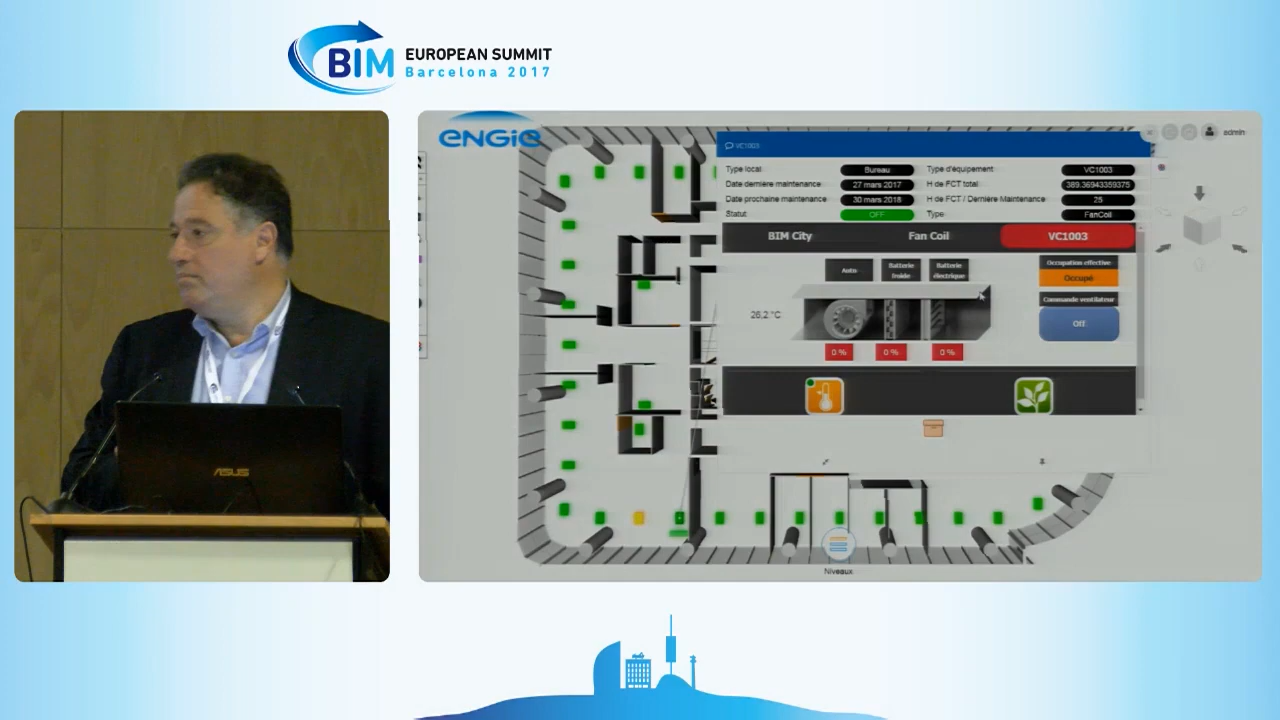 BIM EUROPEAN SUMMIT
Barcelona 2017
ENGIE
admin
VC1003
Type local Bureau Type d'équipement VC1003
Date dernière maintenance 27 mars 2017 H de FCT total 389.36943359375
Date prochaine maintenance 30 mars 2018 H de FCT / Dernière Maintenance 25
Statut OFF Type FanCoil
BIM City Fan Coil VC1003
Auto Batterie froide Batterie électrique
Occupation effective
Occupé
Commande ventilateur
Off
26,2 °C
0 % 0 % 0 %
Niveaux
ASUS